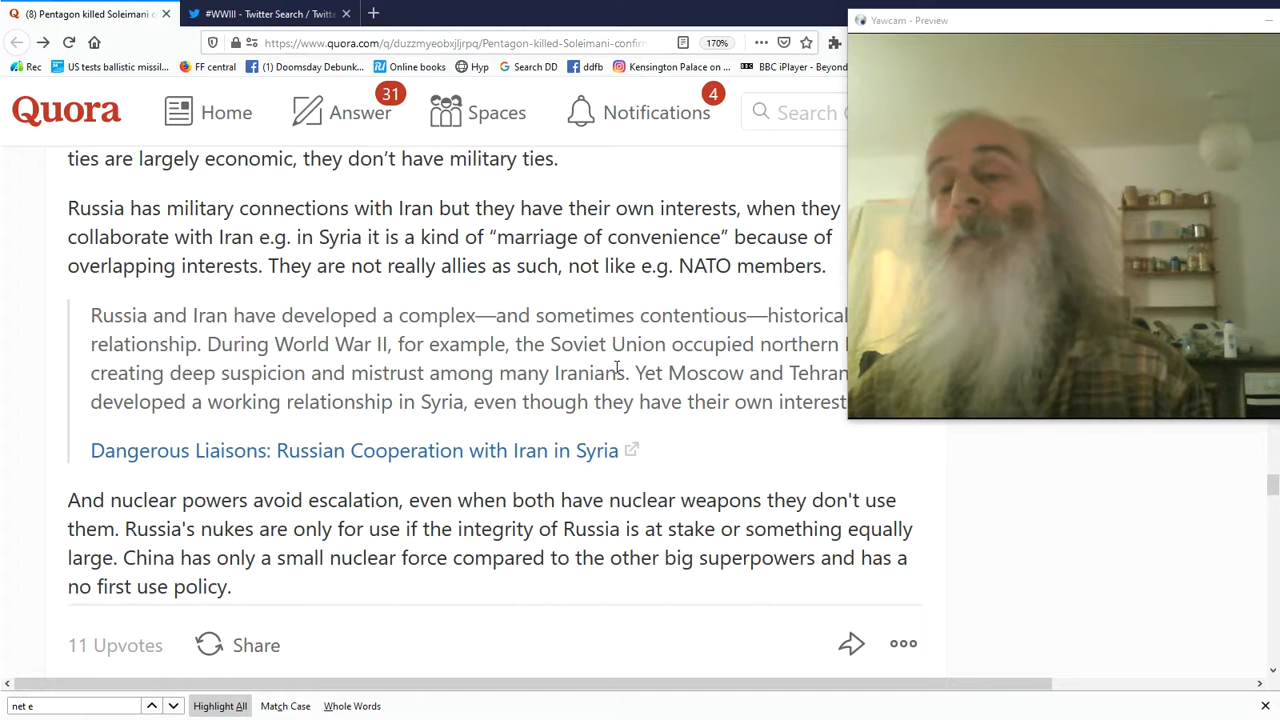 (8) Pentagon killed Soleimani c
#WWIII - Twitter Search / Twitte
Yawcam - Preview
https://www.quora.com/q/duzzmyeobxjljrpq/Pentagon-killed-Soleimani-confirm
170%
Rec
US tests ballistic missil...
FF central
(1) Doomsday Debunk...
Online books
Hyp
Search DD
ddfb
Kensington Palace on ...
BBC iPlayer - Beyond
Quora
Home
31
Answer
Spaces
4
Notifications
Search
ties are largely economic, they don’t have military ties.
Russia has military connections with Iran but they have their own interests, when they
collaborate with Iran e.g. in Syria it is a kind of “marriage of convenience” because of
overlapping interests. They are not really allies as such, not like e.g. NATO members.
Russia and Iran have developed a complex—and sometimes contentious—historical
relationship. During World War II, for example, the Soviet Union occupied northern
creating deep suspicion and mistrust among many Iranians. Yet Moscow and Tehran
developed a working relationship in Syria, even though they have their own interest
Dangerous Liaisons: Russian Cooperation with Iran in Syria
And nuclear powers avoid escalation, even when both have nuclear weapons they don't use
them. Russia's nukes are only for use if the integrity of Russia is at stake or something equally
large. China has only a small nuclear force compared to the other big superpowers and has a
no first use policy.
11 Upvotes
Share
net e
Highlight All
Match Case
Whole Words